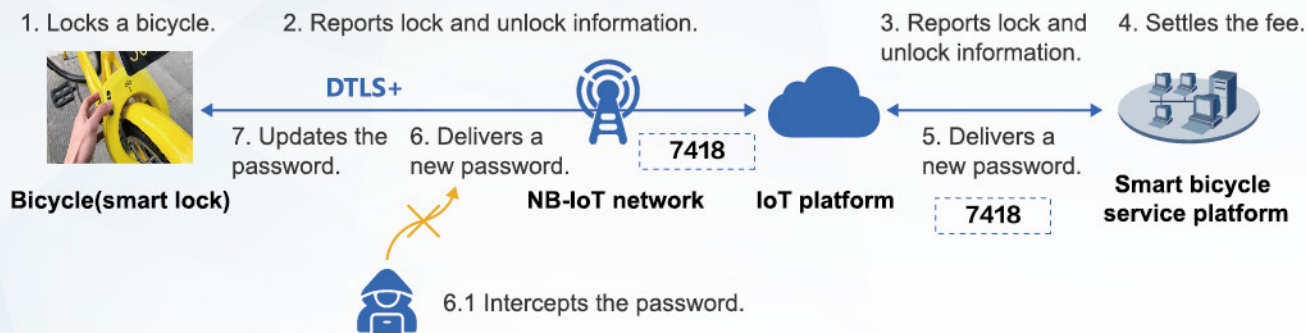 1. Locks a bicycle.
2. Reports lock and unlock information.
3. Reports lock and
unlock information.
4. Settles the fee.
DTLS+
7. Updates the
password.
6. Delivers a
new password.
7418
5. Delivers a
new password.
7418
Bicycle(smart lock)
NB-IoT network
IoT platform
Smart bicycle
service platform
6.1 Intercepts the password.